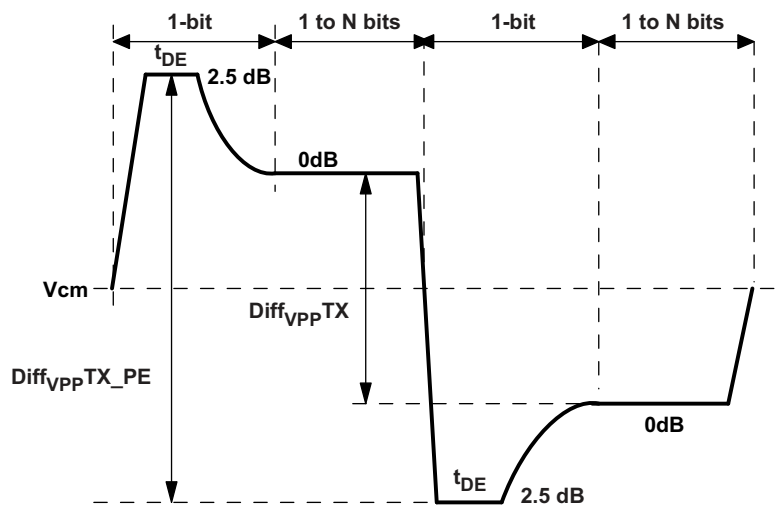 1-bit 1 to N bits 1-bit 1 to N bits
tDE
2.5 dB
0dB
Vcm
DiffVPPTX
DiffVPPTX_PE
0dB
tDE
2.5 dB